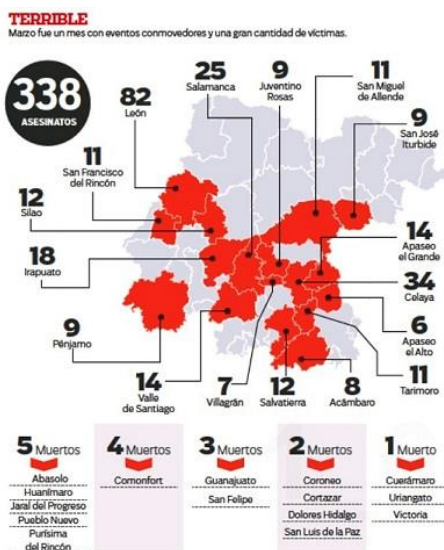 TERRIBLE
Marzo fue un mes con eventos conmovedores y una gran cantidad de víctimas.
338
ASESINATOS
82
León
25
Salamanca
9
Juventino
Rosas
11
San Miguel
de Allende
9
San José
Iturbide
11
San Francisco
del Rincón
12
Silao
18
Irapuato
9
Pénjamo
14
Apaseo
el Grande
34
Celaya
6
Apaseo
el Alto
11
Tarimoro
14
Valle
de Santiago
7
Villagrán
12
Salvatierra
8
Acámbaro
5 Muertos
Abasolo
Huanímaro
Jaral del Progreso
Pueblo Nuevo
Purísima
del Rincón
4 Muertos
Comonfort
3 Muertos
Guanajuato
San Felipe
2 Muertos
Coroneo
Cortazar
Dolores Hidalgo
San Luis de la Paz
1 Muerto
Cuerámaro
Uriangato
Victoria